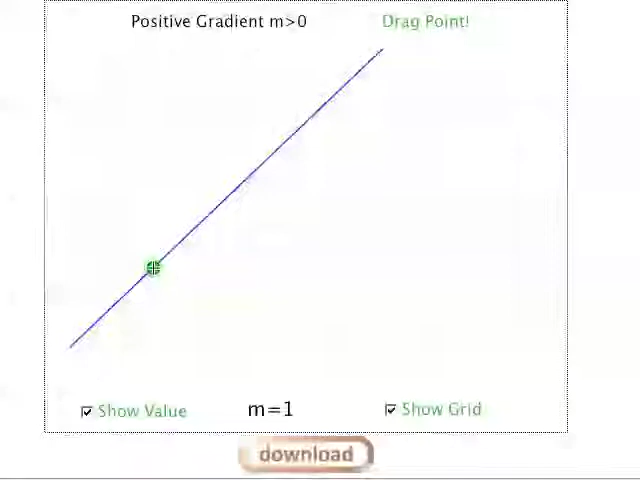 Positive Gradient m>0 Drag Point!
Show Value m=1 Show Grid
download